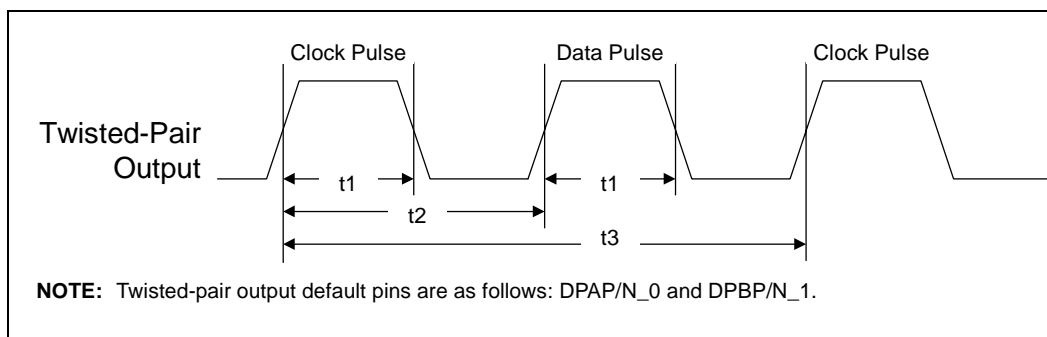 Clock Pulse Data Pulse Clock Pulse
Twisted-Pair
Output
t1 t1
t2
t3
NOTE: Twisted-pair output default pins are as follows: DPAP/N_0 and DPBP/N_1.